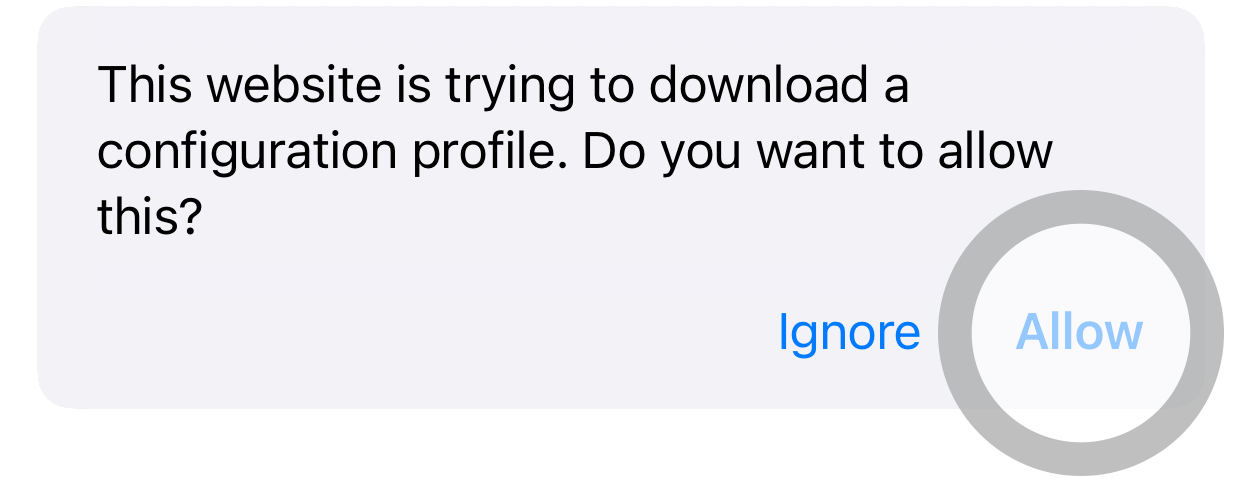 This website is trying to download a
configuration profile. Do you want to allow
this?
Ignore Allow